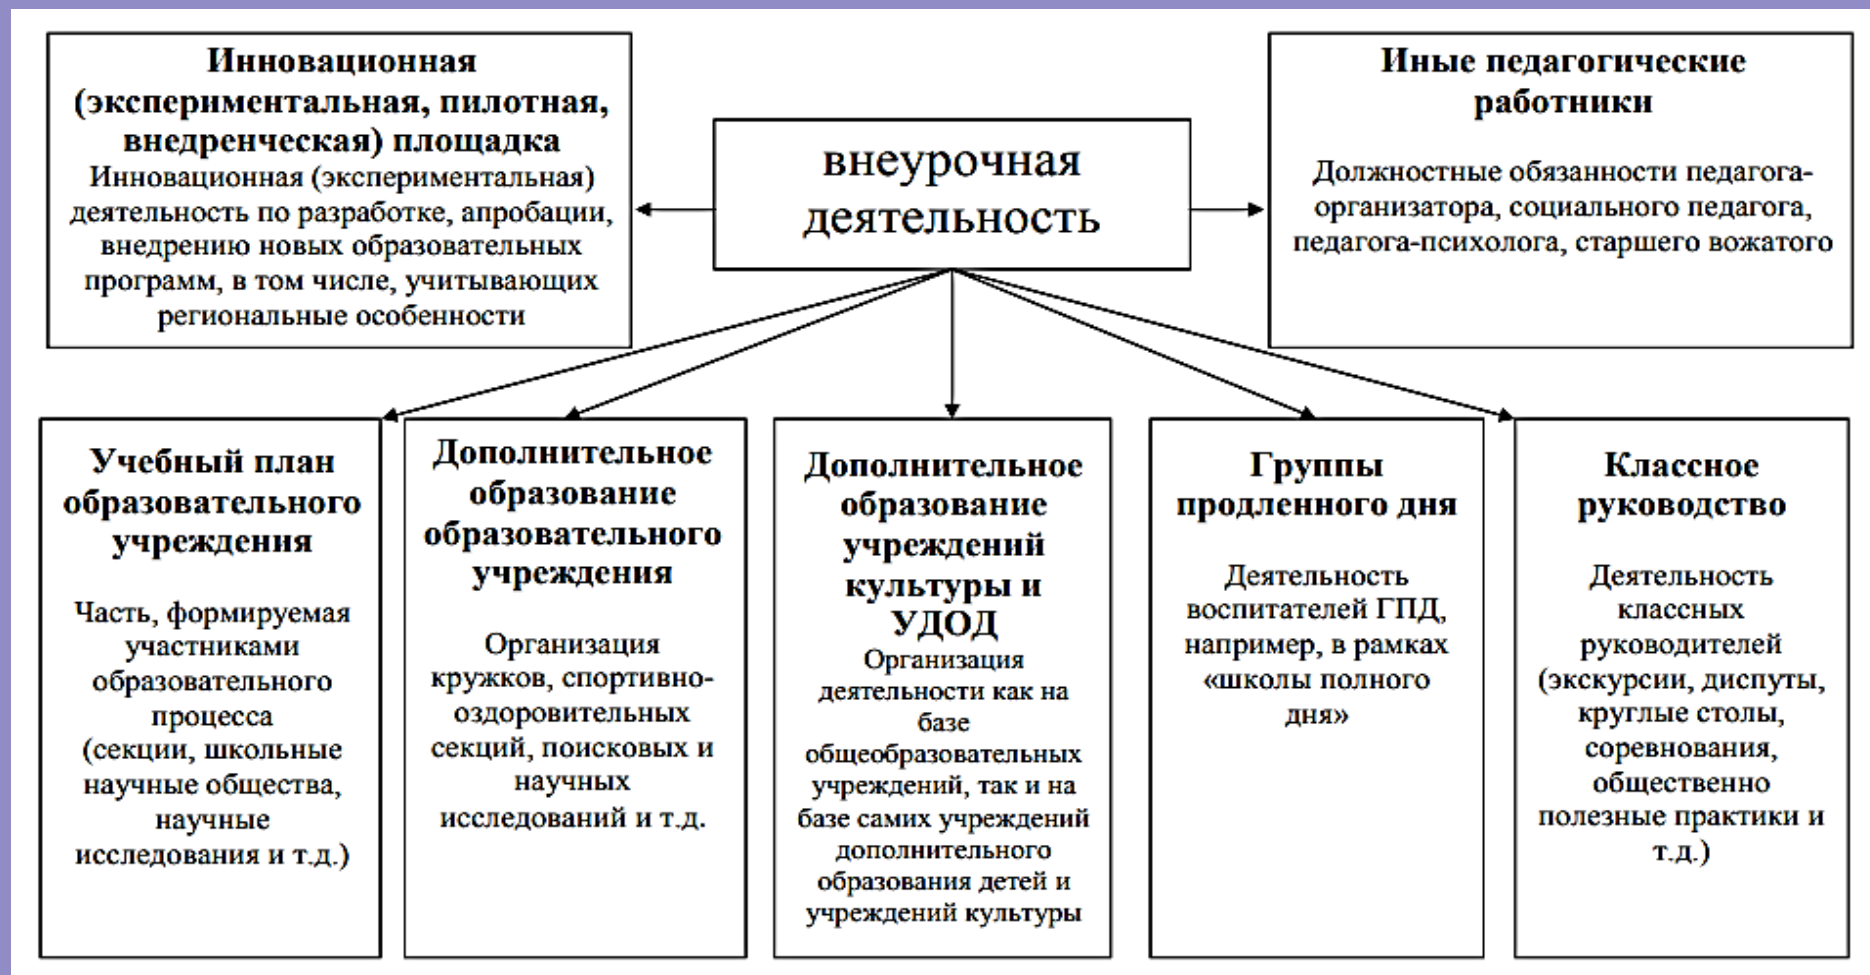 Инновационная
(экспериментальная, пилотная,
внедренческая) площадка
Инновационная (экспериментальная)
деятельность по разработке, апробации,
внедрению новых образовательных
программ, в том числе, учитывающих
региональные особенности
внеурочная
деятельность
Иные педагогические
работники
Должностные обязанности педагога-
организатора, социального педагога,
педагога-психолога, старшего вожатого
Учебный план
образовательного
учреждения
Часть, формируемая
участниками
образовательного
процесса
(секции, школьные
научные общества,
научные
исследования и т.д.)
Дополнительное
образование
образовательного
учреждения
Организация
кружков, спортивно-
оздоровительных
секций, поисковых и
научных
исследований и т.д.
Дополнительное
образование
учреждений
культуры и
УДОД
Организация
деятельности как на
базе
общеобразовательных
учреждений, так и на
базе самих учреждений
дополнительного
образования детей и
учреждений культуры
Группы
продленного дня
Деятельность
воспитателей ГПД,
например, в рамках
«школы полного
дня»
Классное
руководство
Деятельность
классных
руководителей
(экскурсии, диспуты,
круглые столы,
соревнования,
общественно
полезные практики и
т.д.)